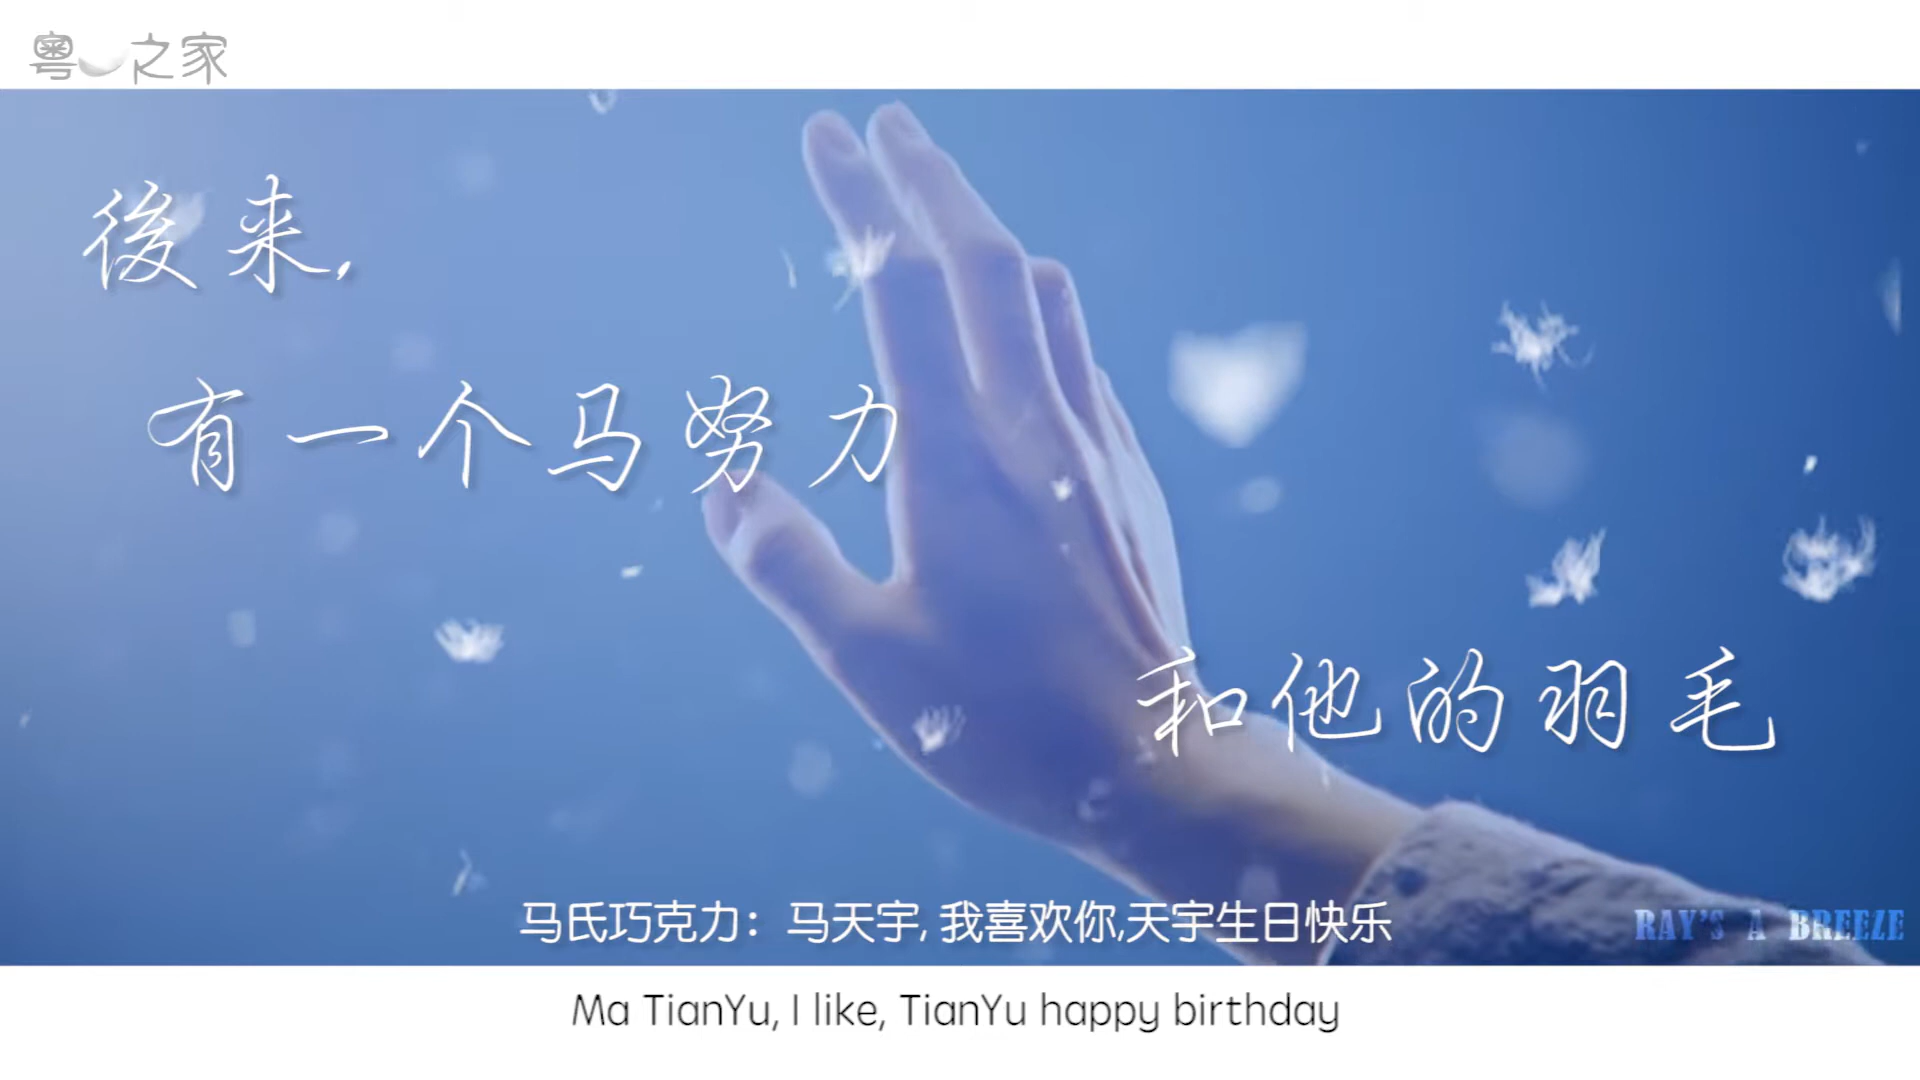 粤 之家
後来,
有一个马努力
和他的羽毛
马氏巧克力：马天宇, 我喜欢你,天宇生日快乐
RAY'S A BREEZE
Ma TianYu, I like, TianYu happy birthday